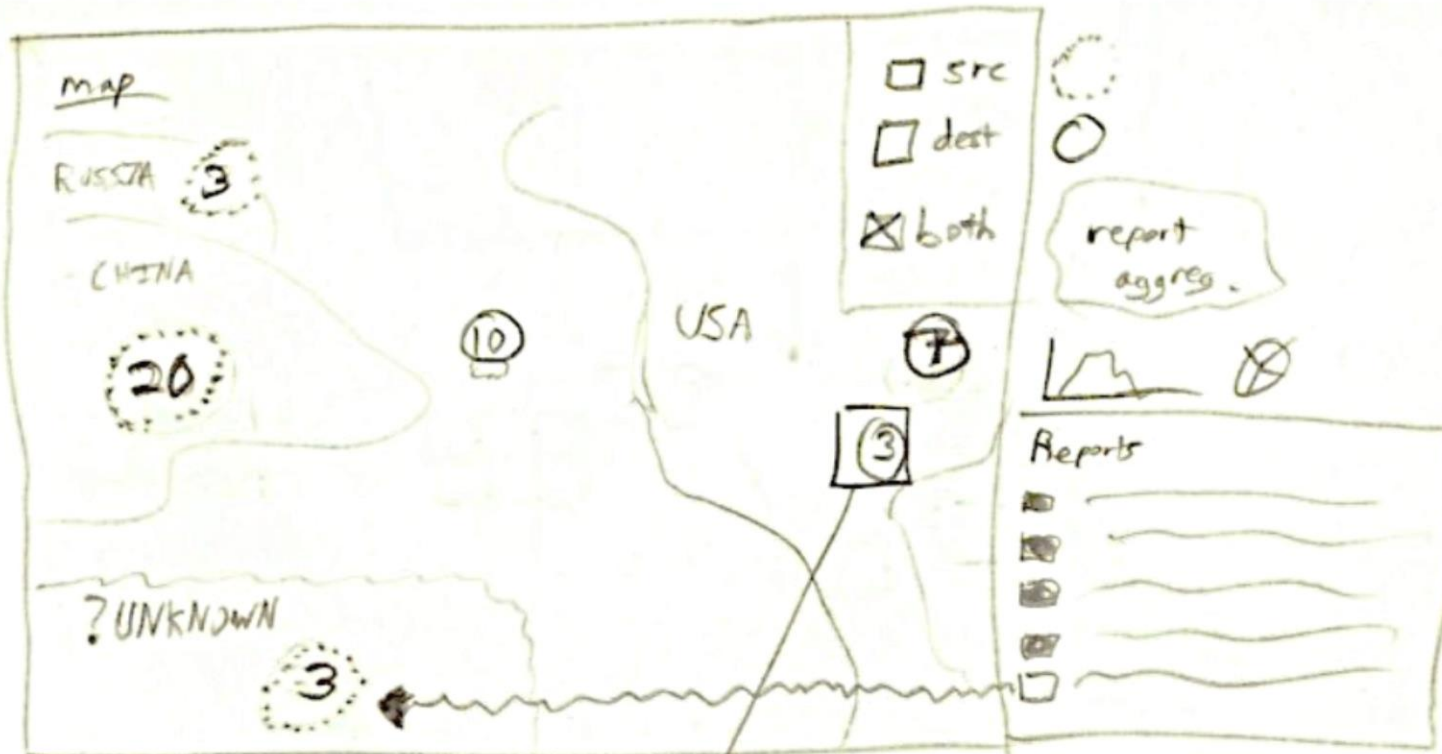 map
RUSSIA 3
CHINA
20
10
USA
7
3
? UNKNOWN
3
src
dest
both
report
aggreg.
Reports